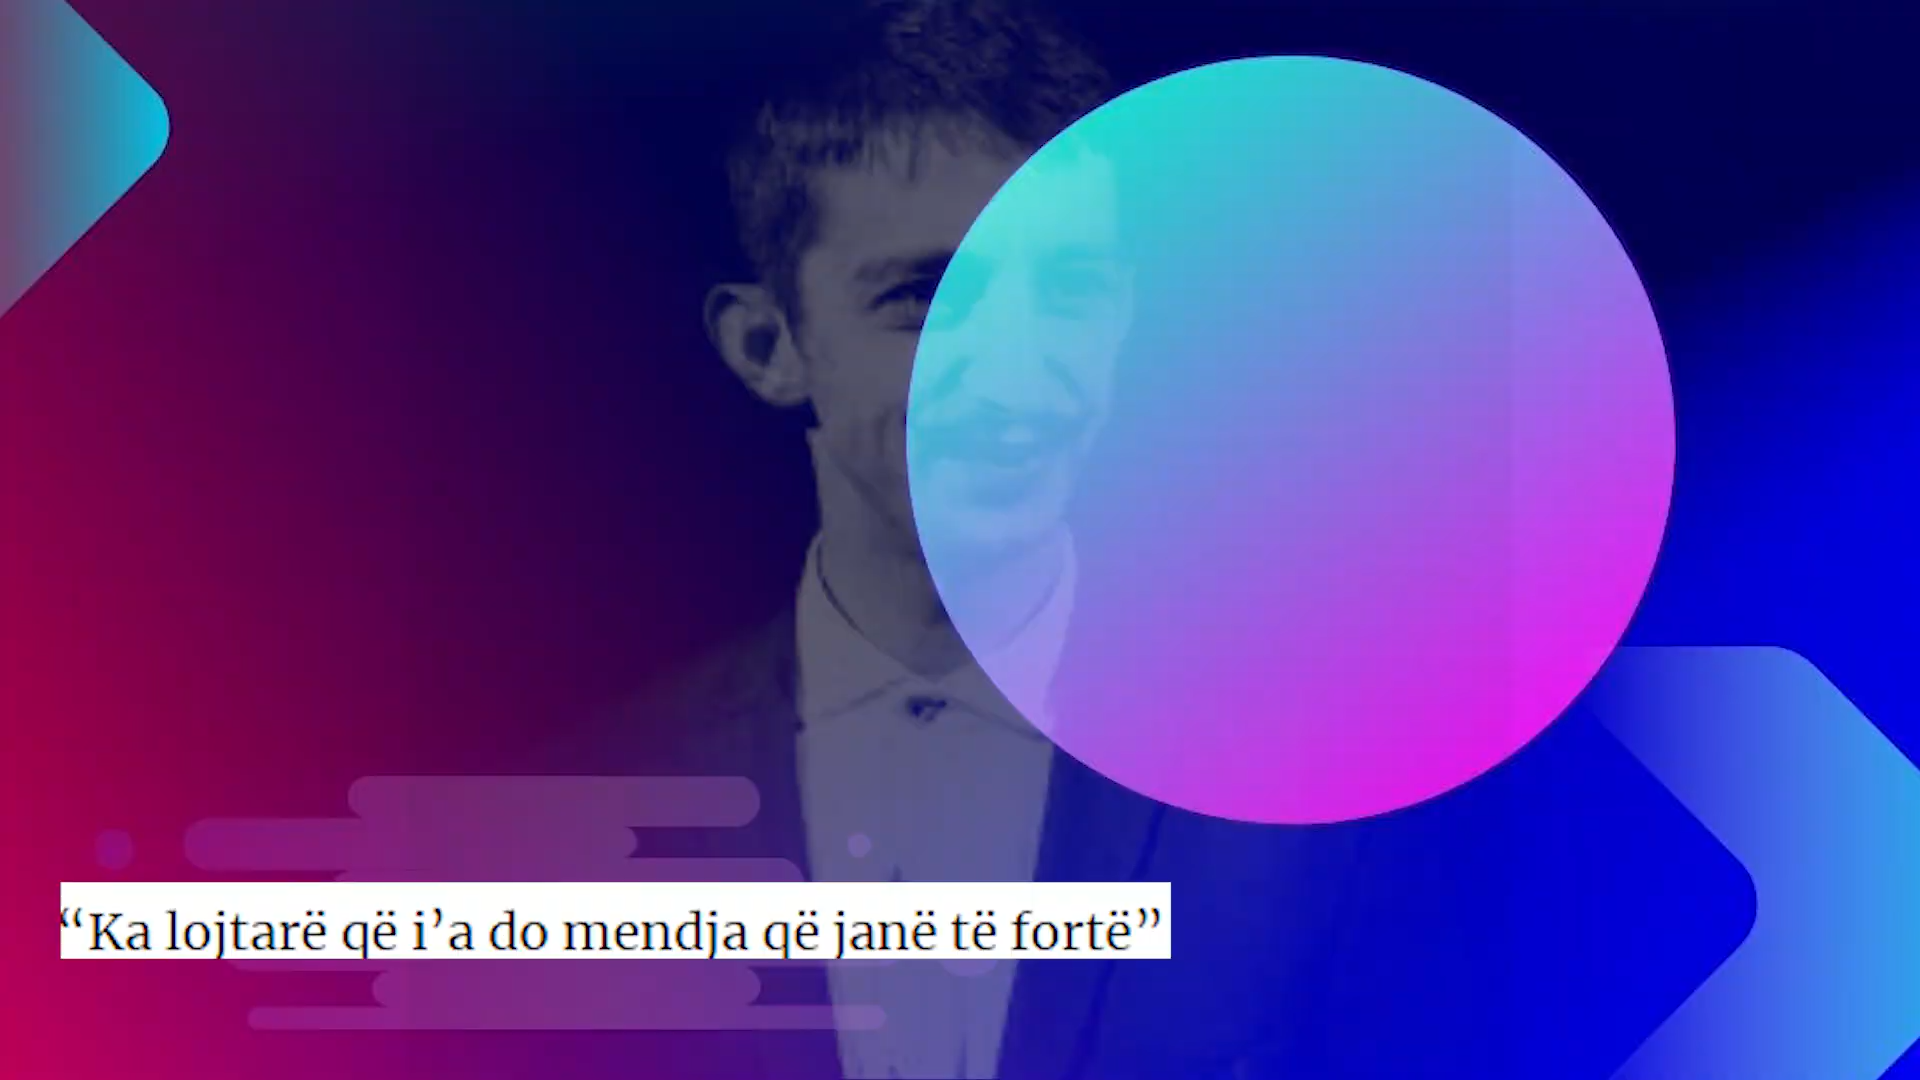 “Ka lojtarë që i’a do mendja që janë të fortë”